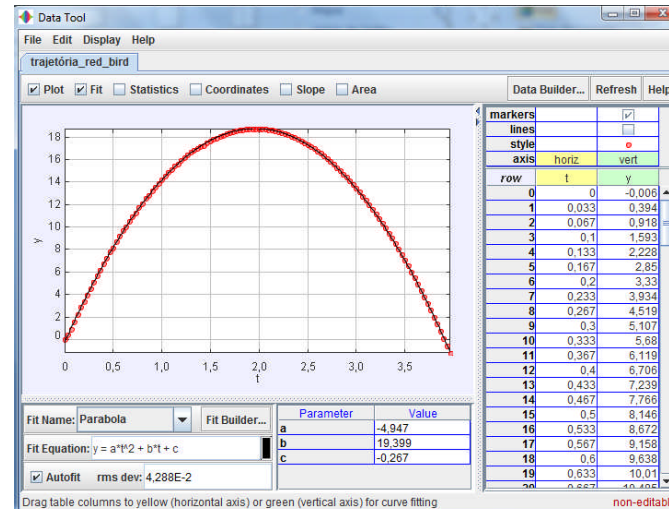 Data Tool
File Edit Display Help
trajetória_red_bird
Plot Fit Statistics Coordinates Slope Area Data Builder... Refresh Help
markers
lines
style
axis horiz vert
row t y
0 0 -0,006
1 0,033 0,394
2 0,067 0,918
3 0,1 1,593
4 0,133 2,228
5 0,167 2,85
6 0,2 3,33
7 0,233 3,934
8 0,267 4,519
9 0,3 5,107
10 0,333 5,68
11 0,367 6,119
12 0,4 6,706
13 0,433 7,239
14 0,467 7,766
15 0,5 8,146
16 0,533 8,672
17 0,567 9,158
18 0,6 9,638
19 0,633 10,01
18
16
14
12
10
8
6
4
2
0
y
0 0,5 1,0 1,5 2,0 2,5 3,0 3,5
t
Fit Name: Parabola Fit Builder...
Fit Equation: y = a*t^2 + b*t + c
Autofit rms dev: 4,288E-2
Parameter Value
a -4,947
b 19,399
c -0,267
Drag table columns to yellow (horizontal axis) or green (vertical axis) for curve fitting
non-editabl